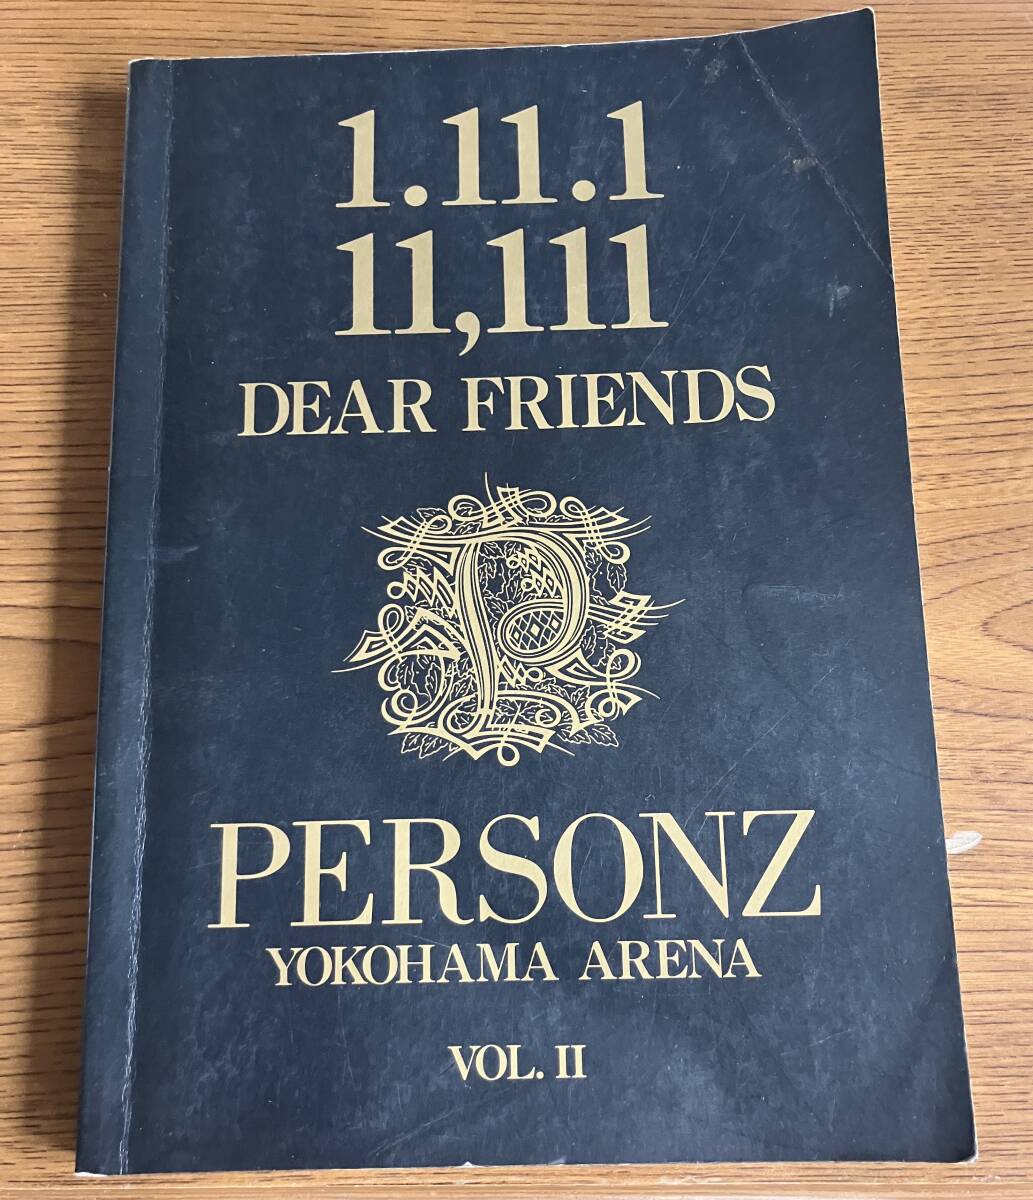 1.11.1
11,111
DEAR FRIENDS
P
PERSONZ
YOKOHAMA ARENA
VOL. II